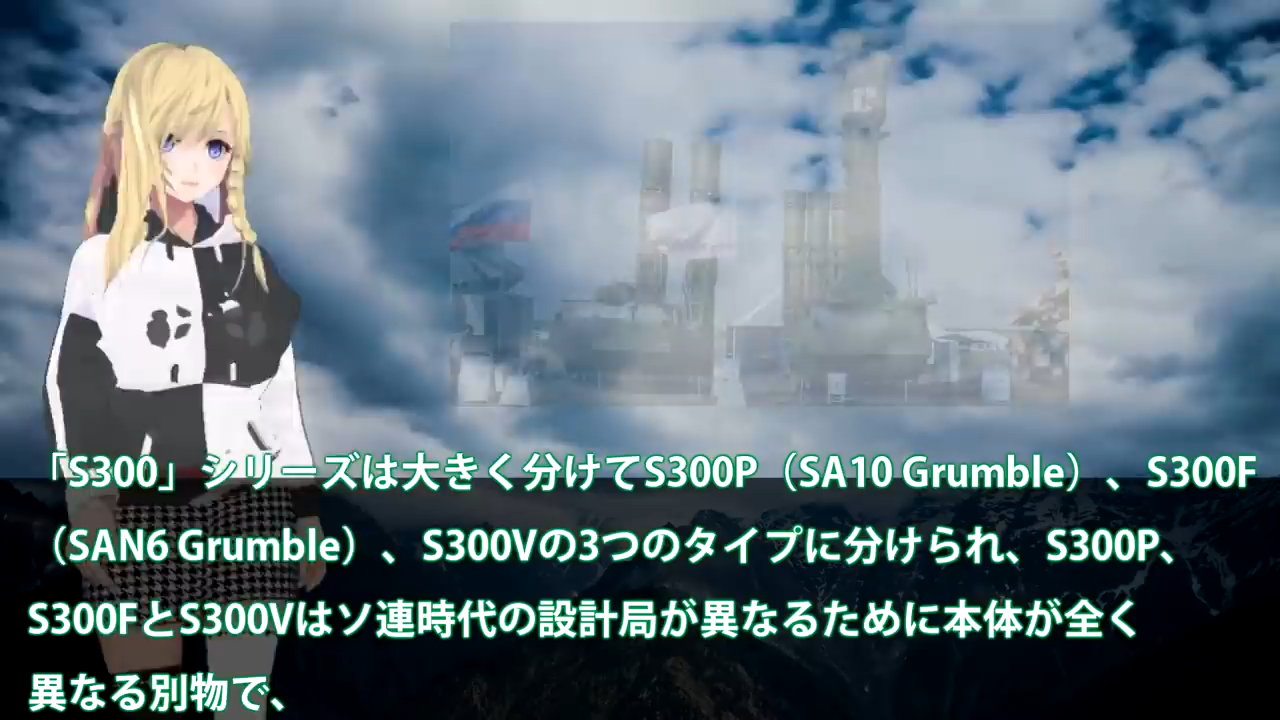 「S300」シリーズは大きく分けてS300P（SA10 Grumble）、S300F
（SAN6 Grumble）、S300Vの3つのタイプに分けられ、S300P、
S300FとS300Vはソ連時代の設計局が異なるために本体が全く
異なる別物で、